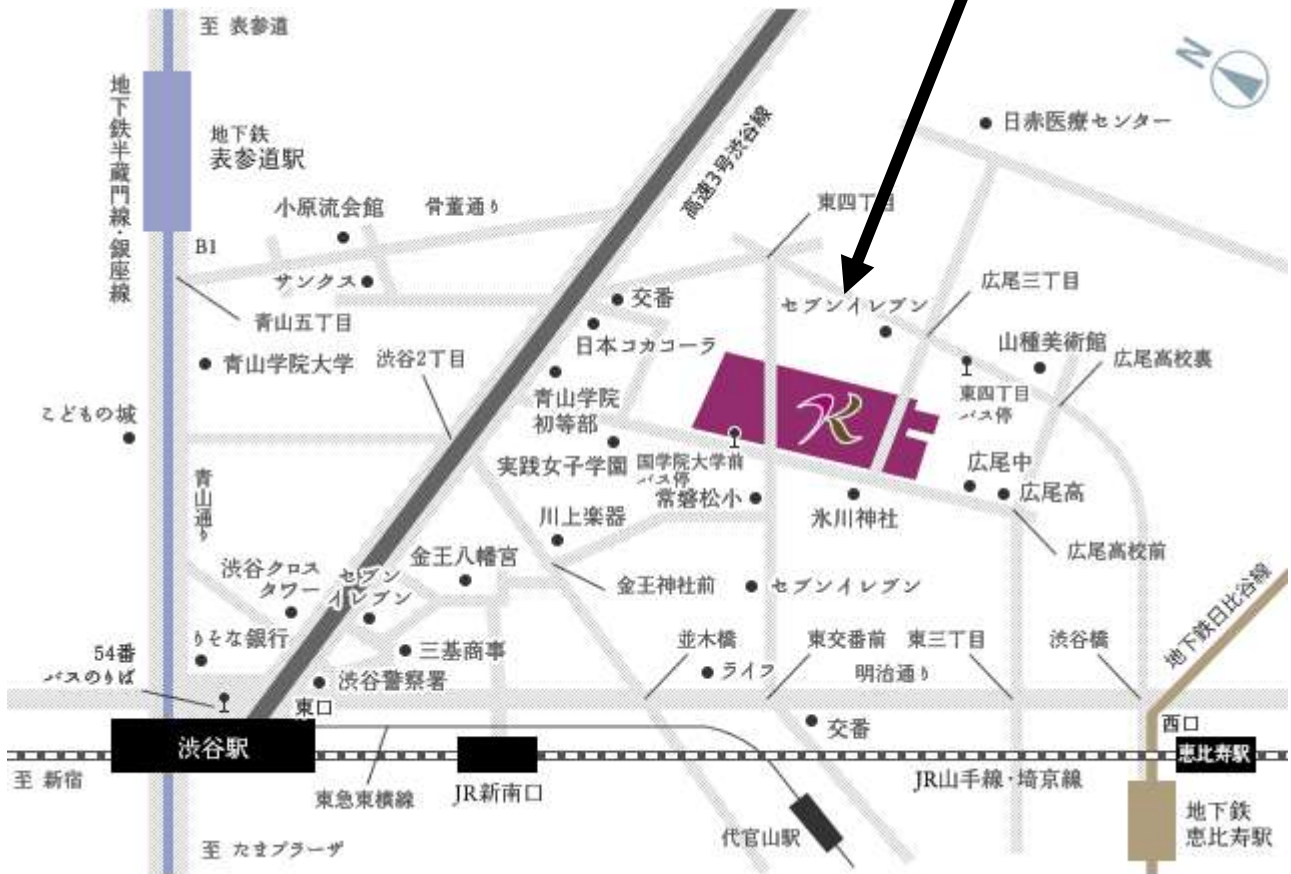 至 表参道
N
地下鉄半蔵門線・銀座線
地下鉄
表参道駅
高速3号渋谷線
日赤医療センター
小原流会館
骨董通り
東四丁目
B1
サンクス
交番
セブンイレブン
広尾三丁目
青山五丁目
日本コカコーラ
山種美術館
広尾高校裏
青山学院大学
渋谷2丁目
青山学院
初等部
東四丁目
バス停
こどもの城
K
実践女子学園
国学院大学前
バス停
広尾中
青山通り
常磐松小
広尾高
川上楽器
氷川神社
広尾高校前
渋谷クロス
タワー
セブン
イレブン
金王八幡宮
金王神社前
セブンイレブン
地下鉄日比谷線
りそな銀行
54番
バスのりば
三基商事
並木橋
東交番前
東三丁目
渋谷橋
ライフ
明治通り
渋谷警察署
東口
交番
西口
渋谷駅
恵比寿駅
至 新宿
東急東横線
JR新南口
JR山手線・埼京線
代官山駅
地下鉄
恵比寿駅
至 たまプラーザ